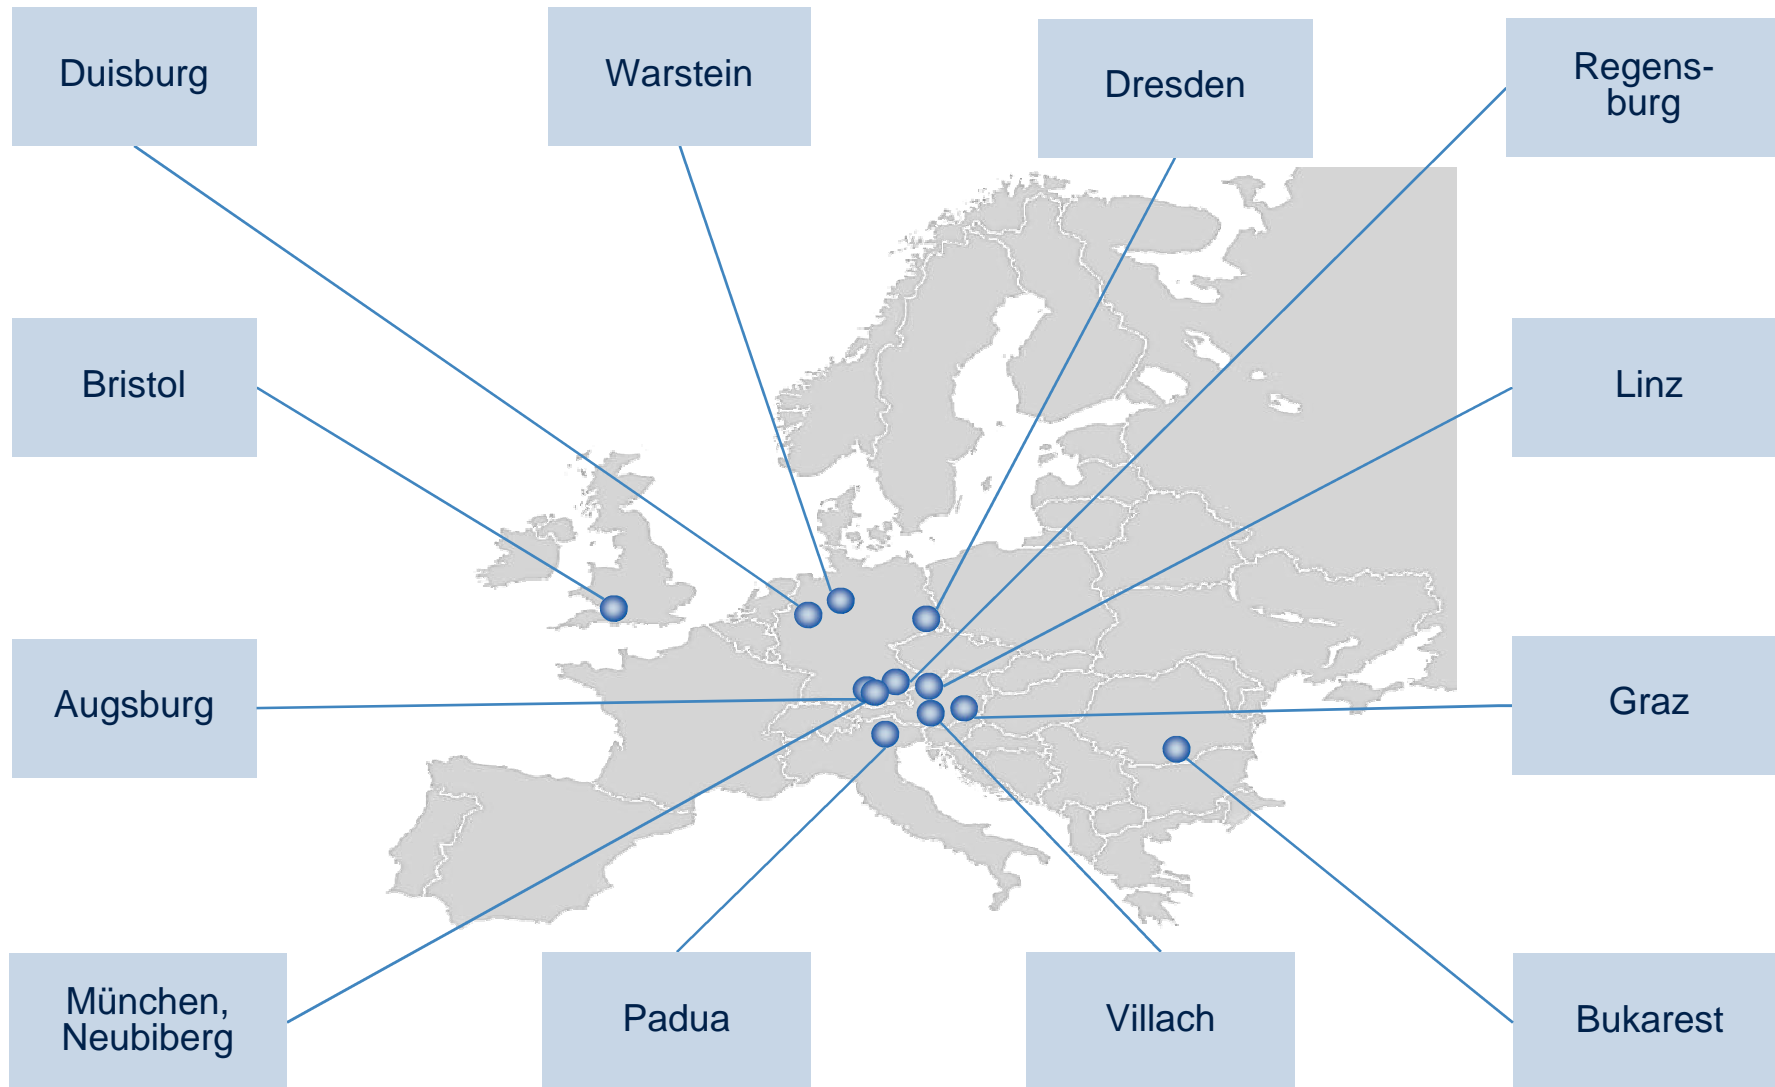 Duisburg
Warstein
Dresden
Regens-
burg
Bristol
Linz
Augsburg
Graz
München,
Neubiberg
Padua
Villach
Bukarest